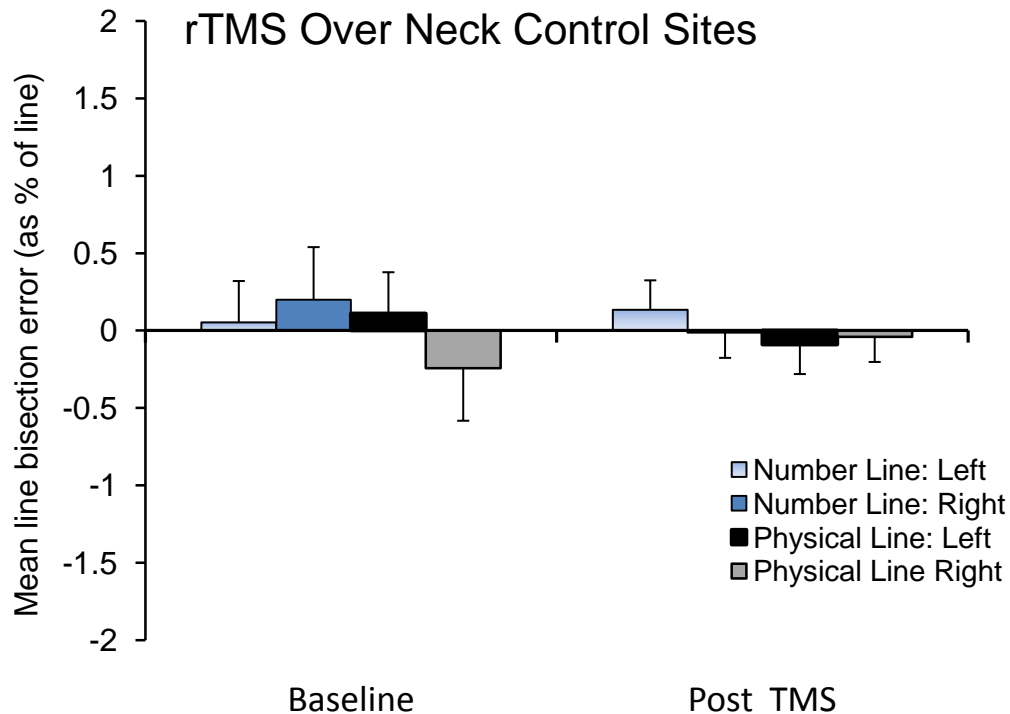 rTMS Over Neck Control Sites
Mean line bisection error (as % of line)
2
1.5
1
0.5
0
-0.5
-1
-1.5
-2
Number Line: Left
Number Line: Right
Physical Line: Left
Physical Line Right
Baseline
Post TMS